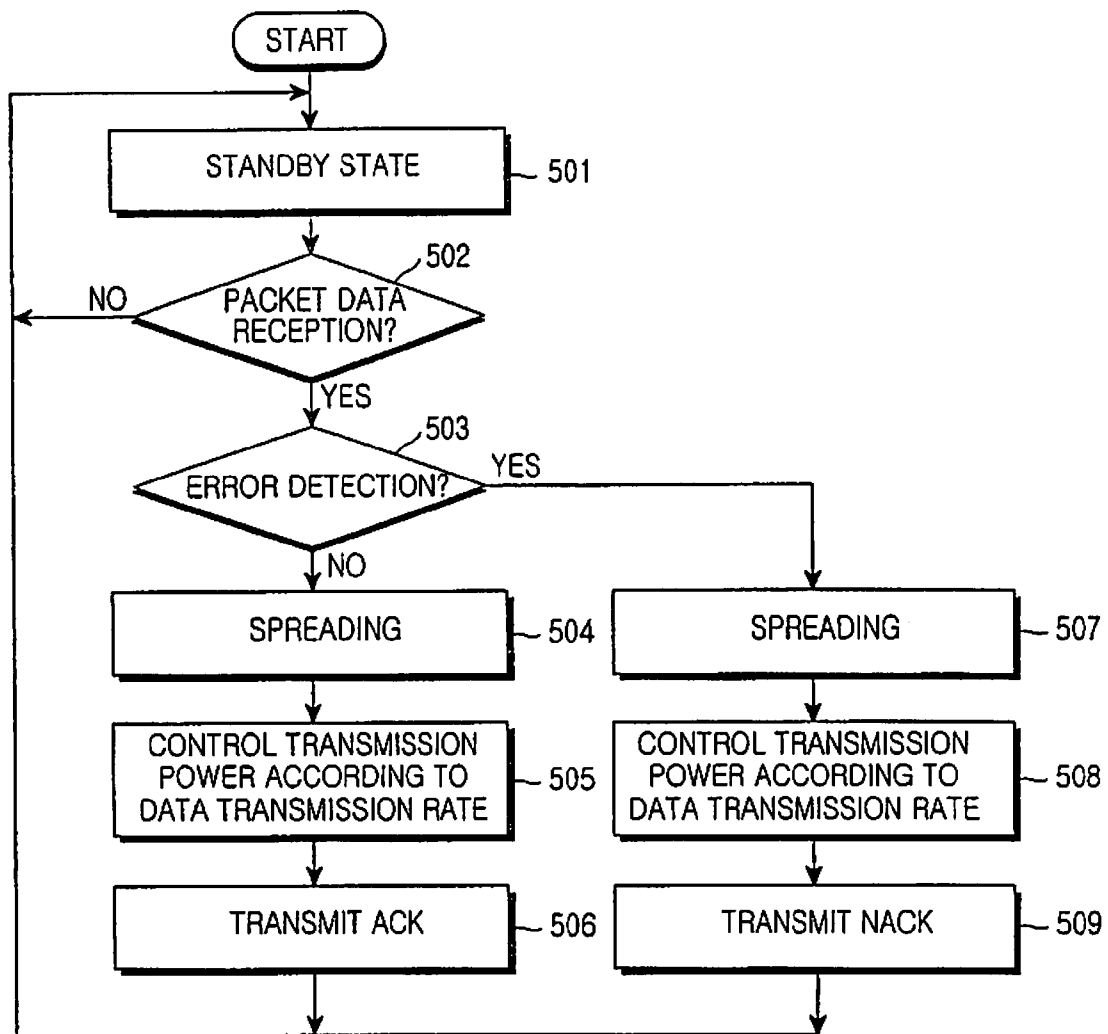 START
STANDBY STATE
501
502
NO
PACKET DATA
RECEPTION?
YES
503
YES
ERROR DETECTION?
NO
SPREADING
504
SPREADING
507
CONTROL TRANSMISSION
POWER ACCORDING TO
DATA TRANSMISSION RATE
505
CONTROL TRANSMISSION
POWER ACCORDING TO
DATA TRANSMISSION RATE
508
TRANSMIT ACK
506
TRANSMIT NACK
509